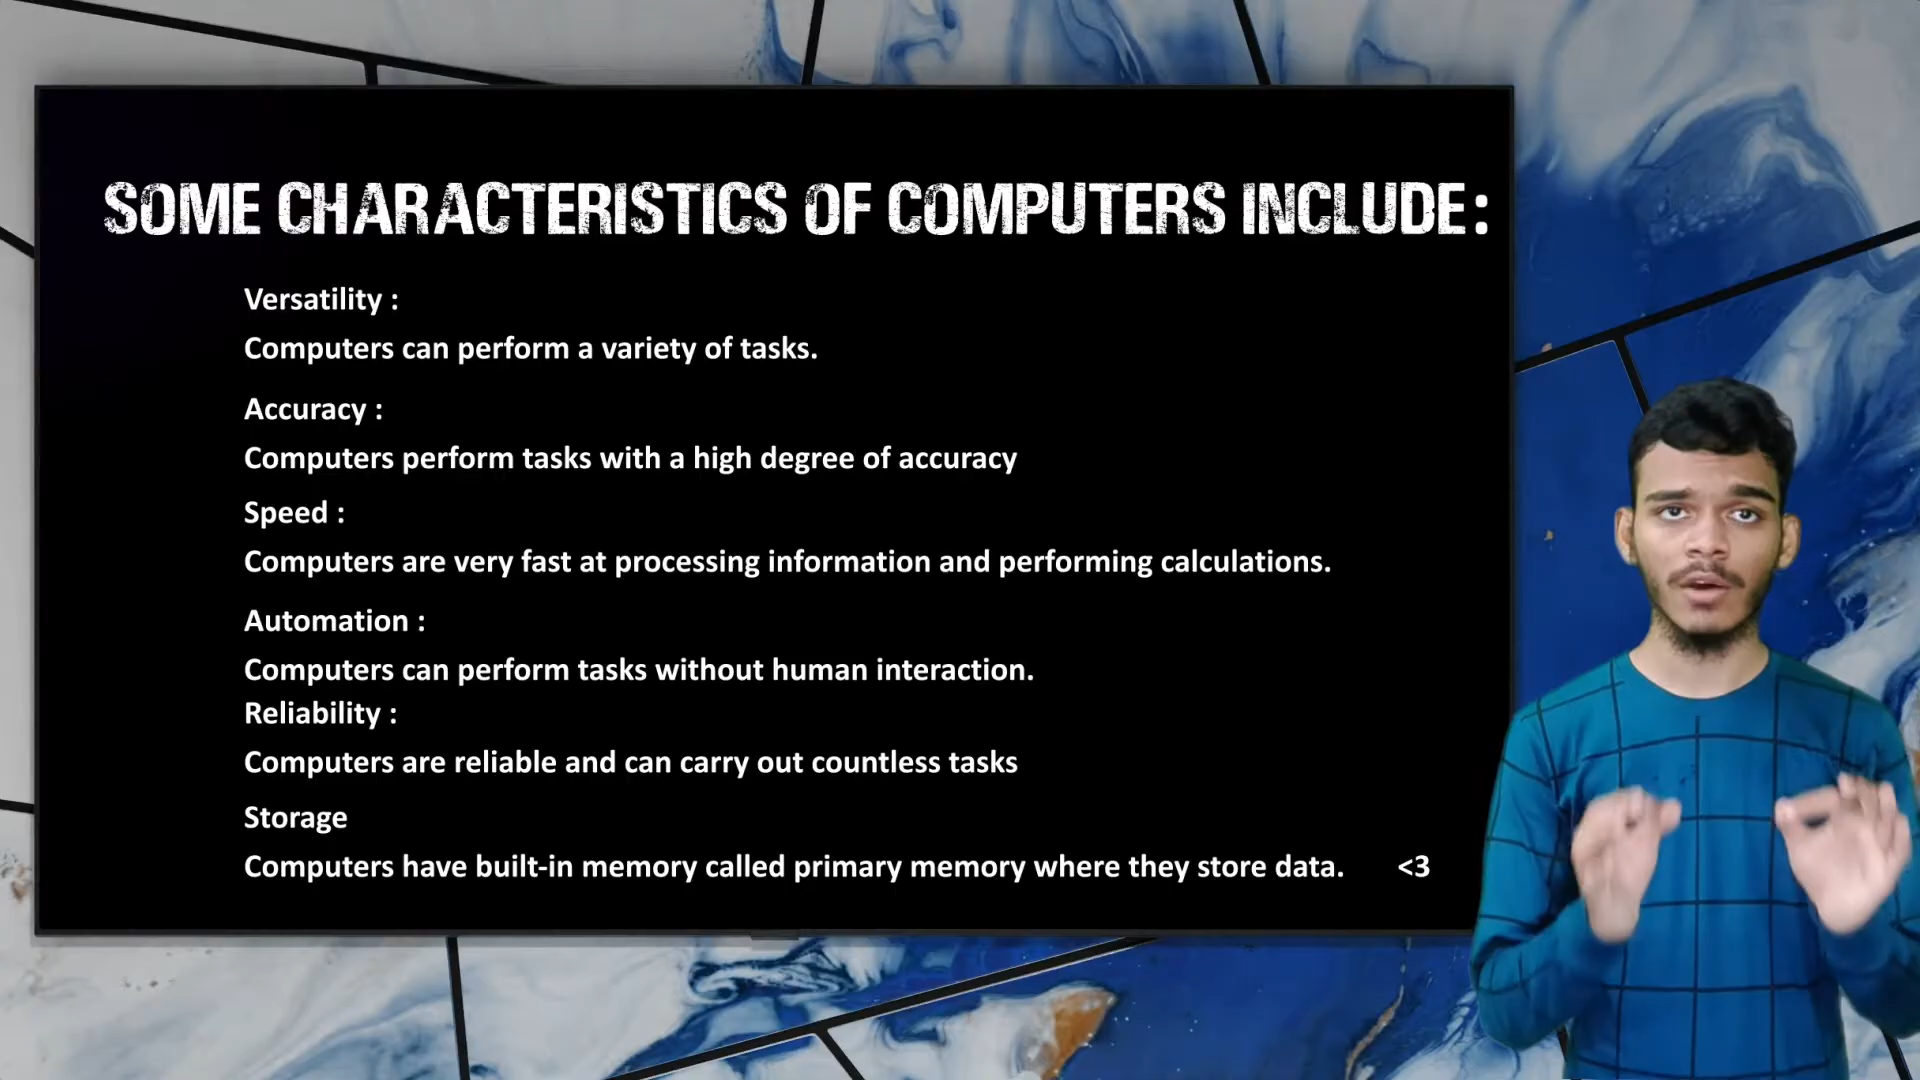 SOME CHARACTERISTICS OF COMPUTERS INCLUDE:
Versatility :
Computers can perform a variety of tasks.
Accuracy :
Computers perform tasks with a high degree of accuracy
Speed :
Computers are very fast at processing information and performing calculations.
Automation :
Computers can perform tasks without human interaction.
Reliability :
Computers are reliable and can carry out countless tasks
Storage
Computers have built-in memory called primary memory where they store data. <3